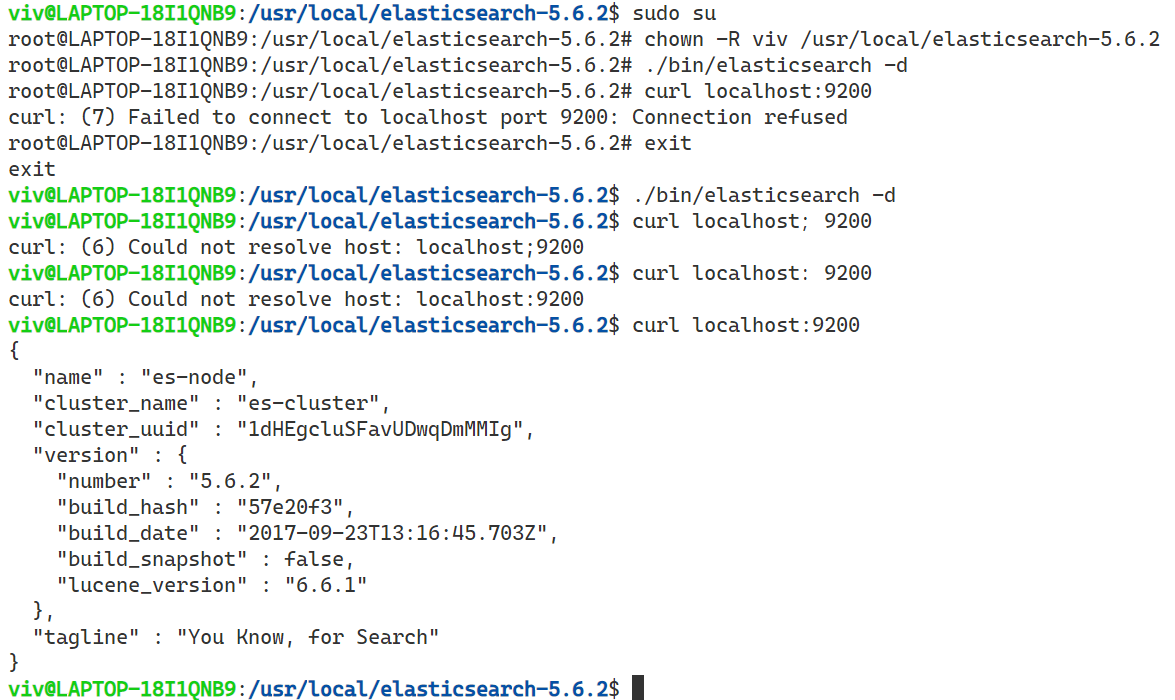 viv@LAPTOP-18I1QNB9:/usr/local/elasticsearch-5.6.2$ sudo su
root@LAPTOP-18I1QNB9:/usr/local/elasticsearch-5.6.2# chown -R viv /usr/local/elasticsearch-5.6.2
root@LAPTOP-18I1QNB9:/usr/local/elasticsearch-5.6.2# ./bin/elasticsearch -d
root@LAPTOP-18I1QNB9:/usr/local/elasticsearch-5.6.2# curl localhost:9200
curl: (7) Failed to connect to localhost port 9200: Connection refused
root@LAPTOP-18I1QNB9:/usr/local/elasticsearch-5.6.2# exit
exit
viv@LAPTOP-18I1QNB9:/usr/local/elasticsearch-5.6.2$ ./bin/elasticsearch -d
viv@LAPTOP-18I1QNB9:/usr/local/elasticsearch-5.6.2$ curl localhost; 9200
curl: (6) Could not resolve host: localhost;9200
viv@LAPTOP-18I1QNB9:/usr/local/elasticsearch-5.6.2$ curl localhost: 9200
curl: (6) Could not resolve host: localhost:9200
viv@LAPTOP-18I1QNB9:/usr/local/elasticsearch-5.6.2$ curl localhost:9200
{
  "name" : "es-node",
  "cluster_name" : "es-cluster",
  "cluster_uuid" : "1dHEgcluSFavUDwqDmMMIg",
  "version" : {
    "number" : "5.6.2",
    "build_hash" : "57e20f3",
    "build_date" : "2017-09-23T13:16:45.703Z",
    "build_snapshot" : false,
    "lucene_version" : "6.6.1"
  },
  "tagline" : "You Know, for Search"
}
viv@LAPTOP-18I1QNB9:/usr/local/elasticsearch-5.6.2$